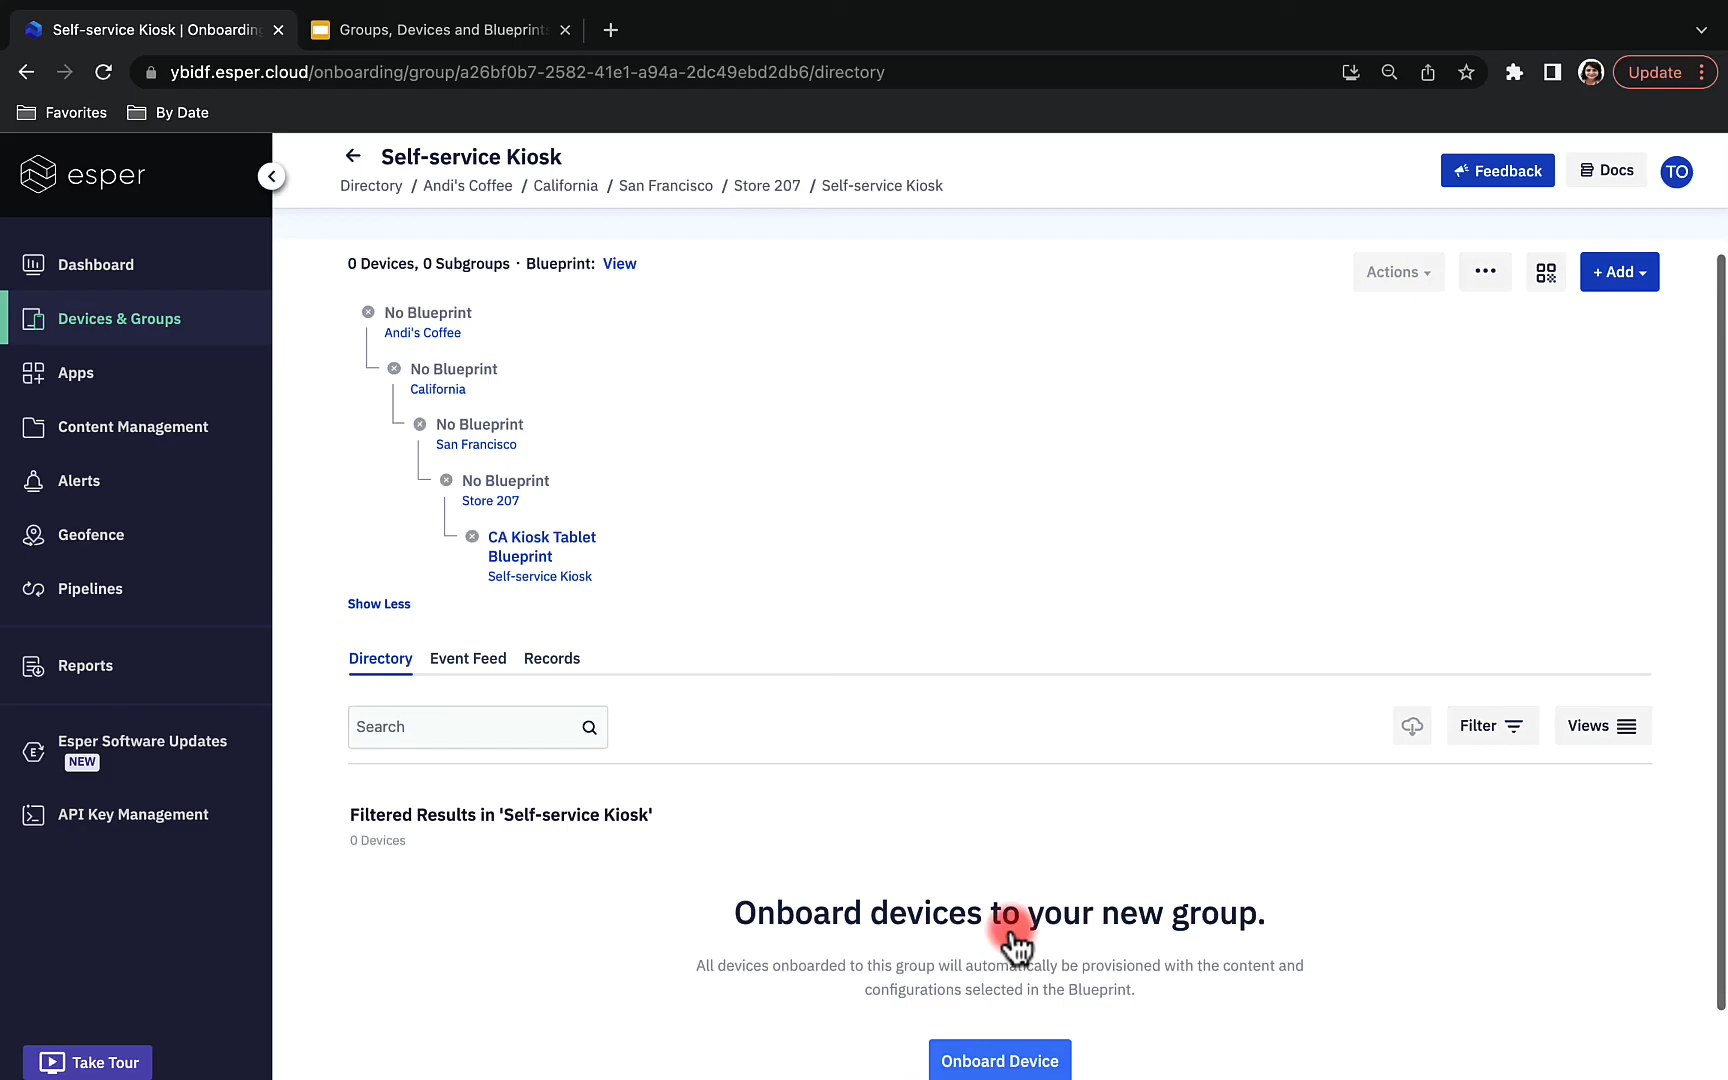 Self-service Kiosk | Onboarding
Groups, Devices and Blueprints
ybidf.esper.cloud/onboarding/group/a26bf0b7-2582-41e1-a94a-2dc49ebd2db6/directory
Update
Favorites
By Date
esper
Self-service Kiosk
Directory / Andi's Coffee / California / San Francisco / Store 207 / Self-service Kiosk
Feedback
Docs
TO
Dashboard
Devices & Groups
Apps
Content Management
Alerts
Geofence
Pipelines
Reports
Esper Software Updates
NEW
API Key Management
Take Tour
0 Devices, 0 Subgroups · Blueprint: View
Actions
+ Add
No Blueprint
Andi's Coffee
No Blueprint
California
No Blueprint
San Francisco
No Blueprint
Store 207
CA Kiosk Tablet
Blueprint
Self-service Kiosk
Show Less
Directory
Event Feed
Records
Search
Filter
Views
Filtered Results in 'Self-service Kiosk'
0 Devices
Onboard devices to your new group.
All devices onboarded to this group will automatically be provisioned with the content and
configurations selected in the Blueprint.
Onboard Device